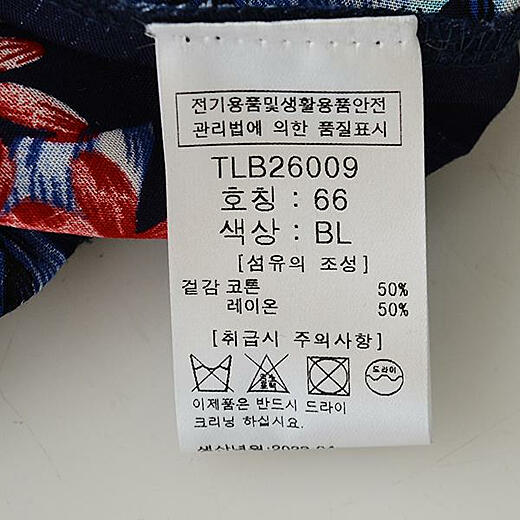 전기용품및생활용품안전
관리법에 의한 품질표시
TLB26009
호칭 : 66
색상 : BL
[섬유의 조성]
겉감 코튼 50%
레이온 50%
[취급시 주의사항]
드라이
이제품은 반드시 드라이
크리닝 하십시요.